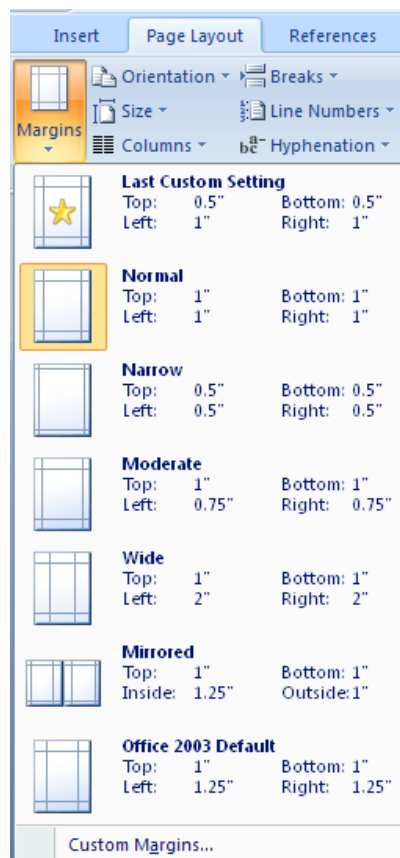 Insert Page Layout References
Margins
Orientation Breaks
Size Line Numbers
Columns Hyphenation
Last Custom Setting
Top: 0.5" Bottom: 0.5"
Left: 1" Right: 1"
Normal
Top: 1" Bottom: 1"
Left: 1" Right: 1"
Narrow
Top: 0.5" Bottom: 0.5"
Left: 0.5" Right: 0.5"
Moderate
Top: 1" Bottom: 1"
Left: 0.75" Right: 0.75"
Wide
Top: 1" Bottom: 1"
Left: 2" Right: 2"
Mirrored
Top: 1" Bottom: 1"
Inside: 1.25" Outside: 1"
Office 2003 Default
Top: 1" Bottom: 1"
Left: 1.25" Right: 1.25"
Custom Margins...